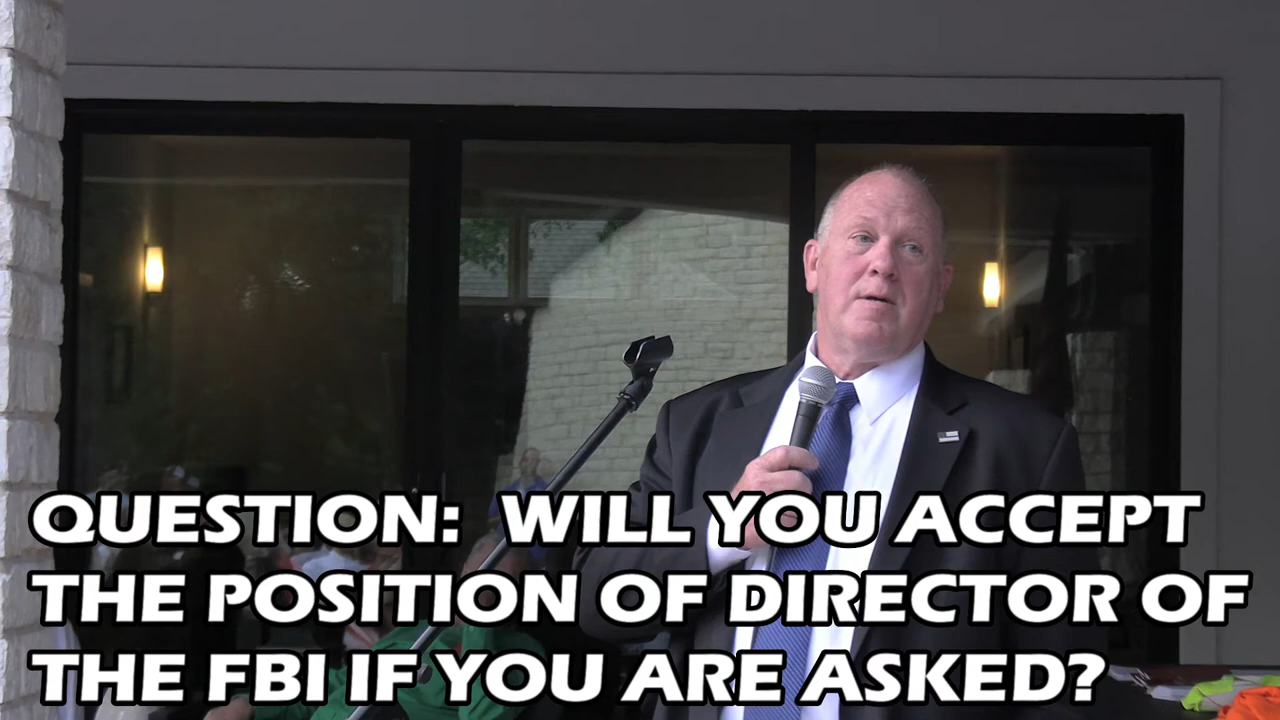 QUESTION:  WILL YOU ACCEPT
THE POSITION OF DIRECTOR OF
THE FBI IF YOU ARE ASKED?